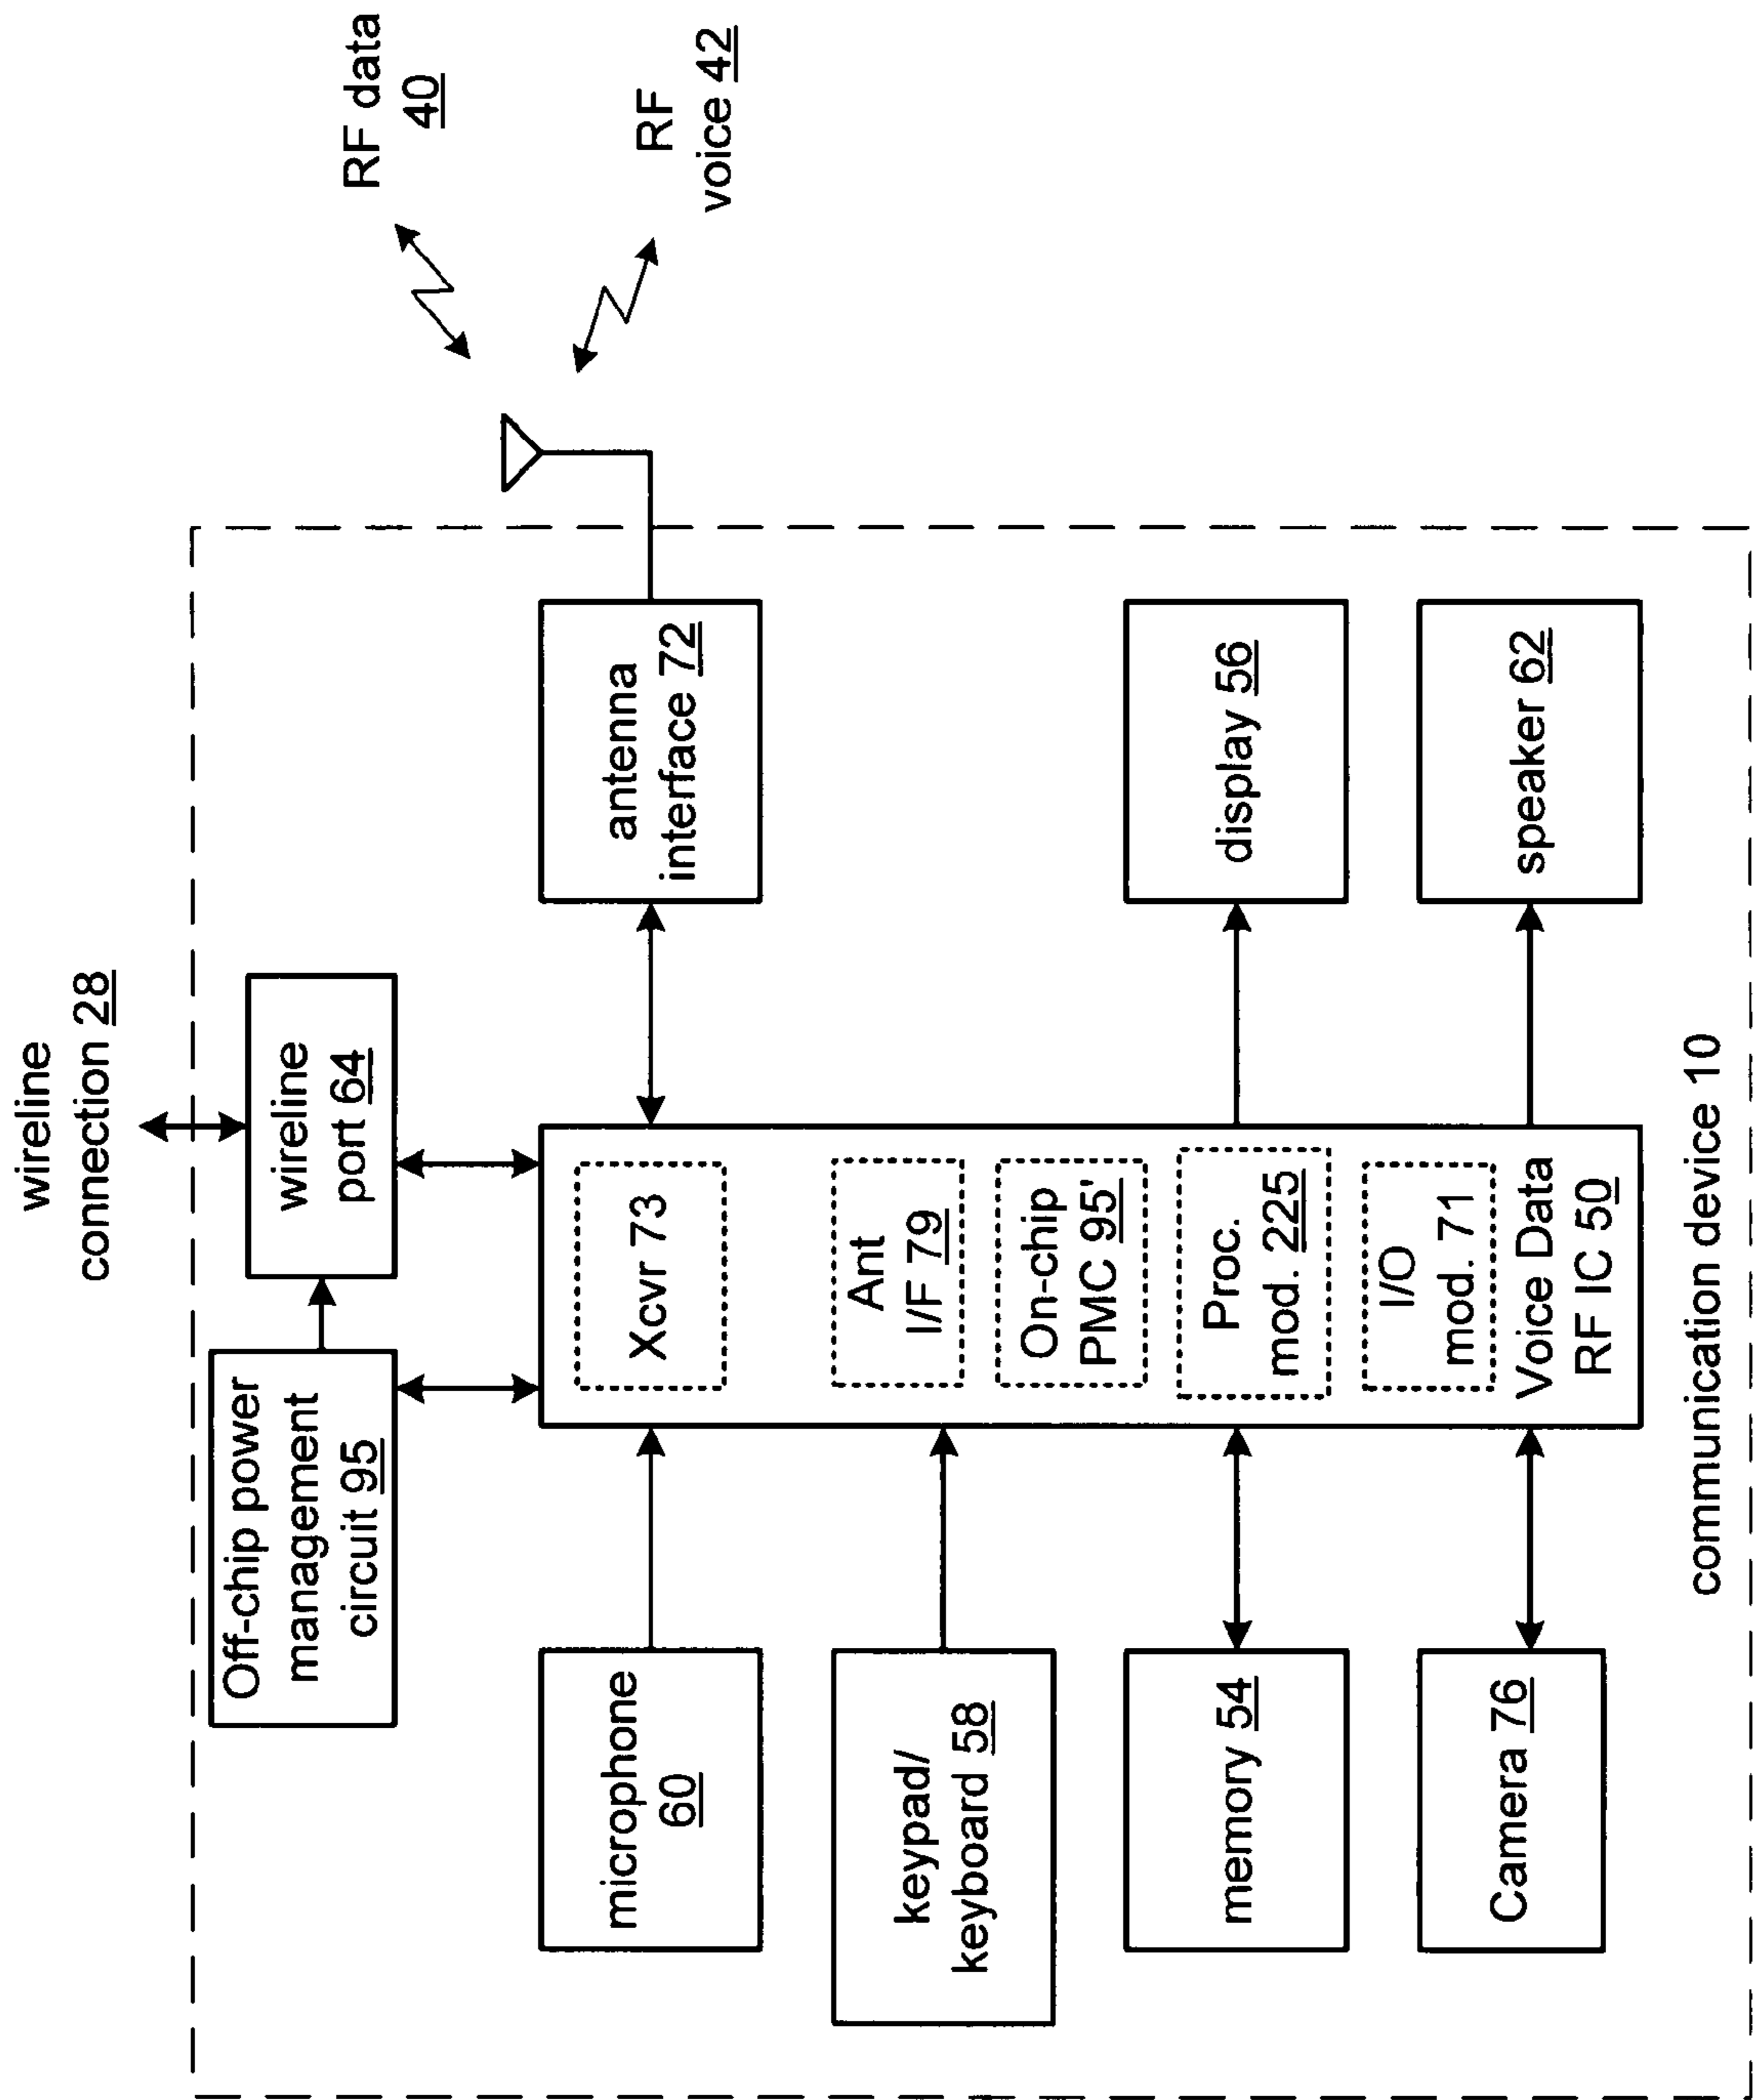 wireline
connection 28
RF data
40
RF
voice 42
Off-chip power
management
circuit 95
wireline
port 64
microphone
60
keypad/
keyboard 58
memory 54
Camera 76
Xcvr 73
Ant
I/F 79
On-chip
PMC 95'
Proc.
mod. 225
I/O
mod. 71
Voice Data
RF IC 50
antenna
interface 72
display 56
speaker 62
communication device 10